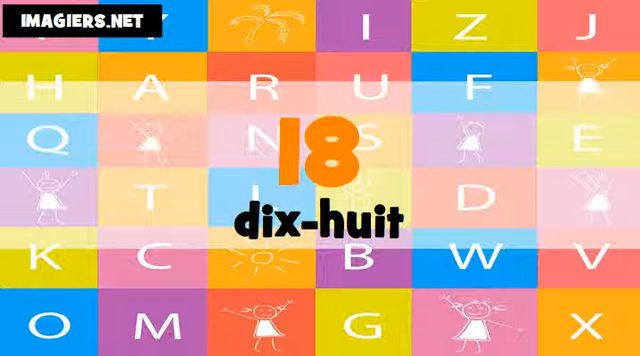 IMAGIERS.NET
I Z J
H A R U F
Q N S E
18
T D
dix-huit
K C B W V
O M G X